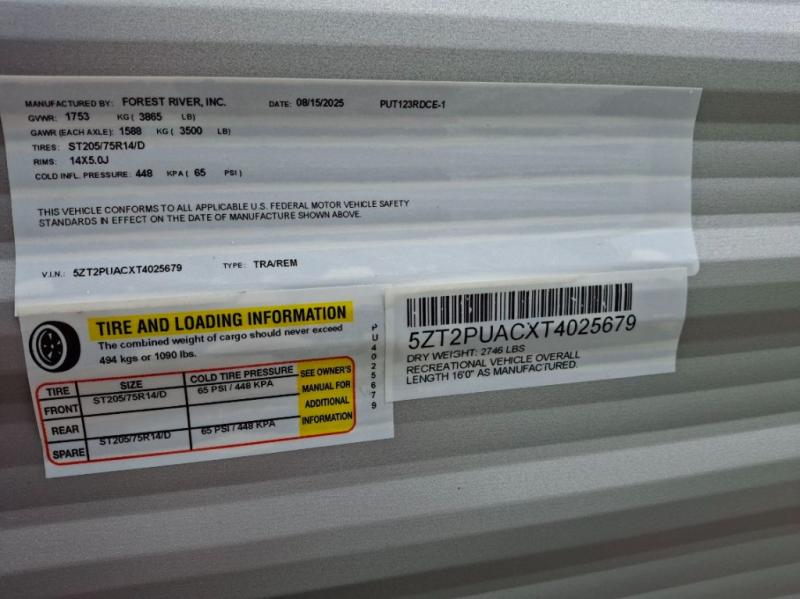 MANUFACTURED BY: FOREST RIVER, INC. DATE: 08/15/2025 PUT123RDCE-1
GVWR: 1753 KG ( 3865 LB)
GAWR (EACH AXLE): 1588 KG ( 3500 LB)
TIRES: ST205/75R14/D
RIMS: 14X5.0J
COLD INFL. PRESSURE: 448 KPA ( 65 PSI )
THIS VEHICLE CONFORMS TO ALL APPLICABLE U.S. FEDERAL MOTOR VEHICLE SAFETY
STANDARDS IN EFFECT ON THE DATE OF MANUFACTURE SHOWN ABOVE.
V.I.N.: 5ZT2PUACXT4025679 TYPE: TRA/REM
TIRE AND LOADING INFORMATION
The combined weight of cargo should never exceed
494 kgs or 1090 lbs.
TIRE SIZE COLD TIRE PRESSURE
FRONT ST205/75R14/D 65 PSI / 448 KPA
REAR
SPARE ST205/75R14/D 65 PSI / 448 KPA
SEE OWNER'S
MANUAL FOR
ADDITIONAL
INFORMATION
PU4025679
5ZT2PUACXT4025679
DRY WEIGHT: 2746 LBS
RECREATIONAL VEHICLE OVERALL
LENGTH 16'0" AS MANUFACTURED.